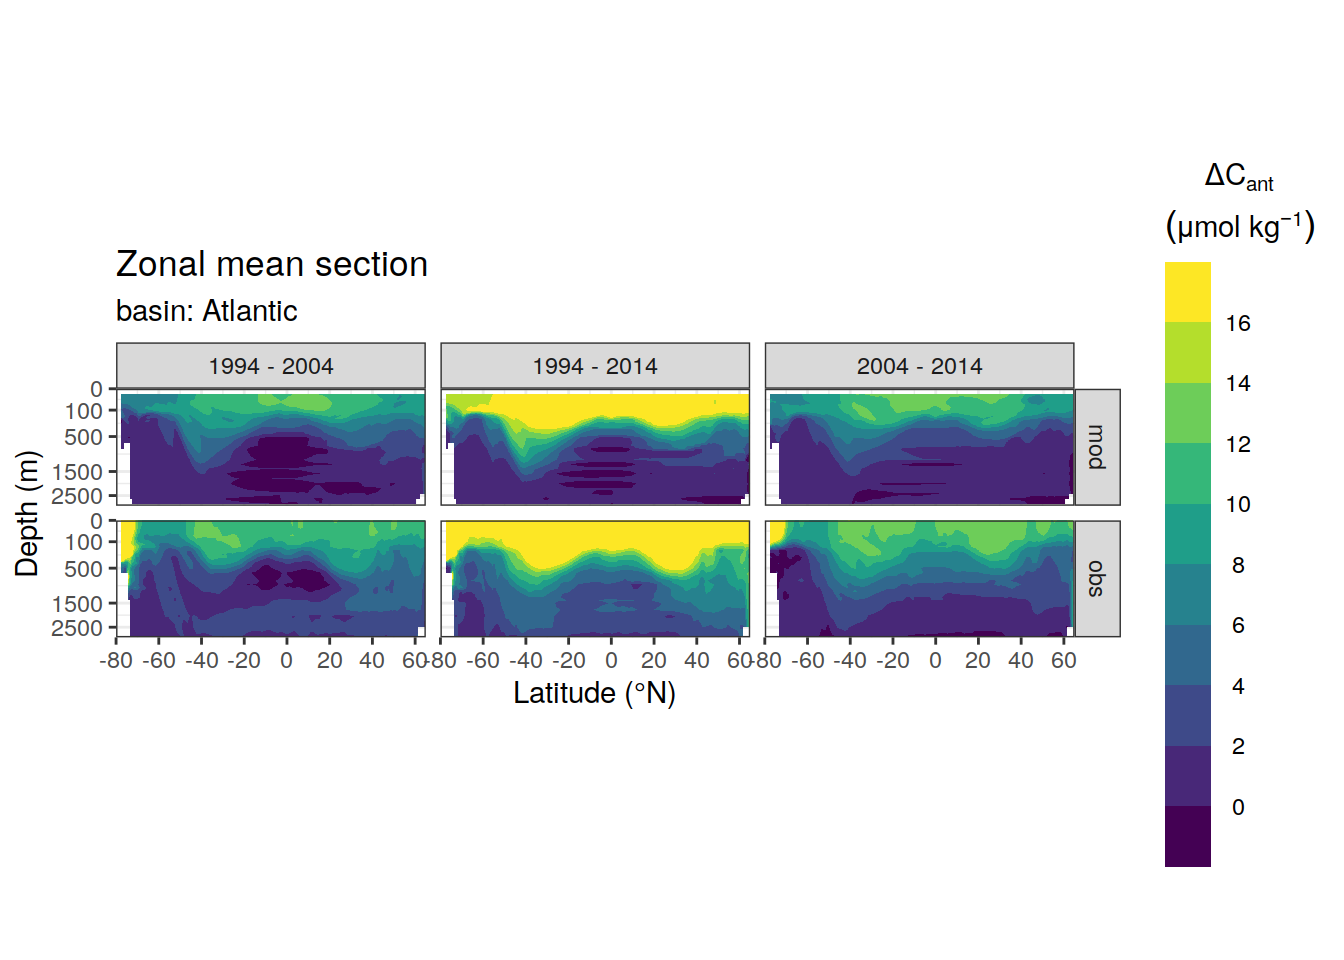 ΔCant
(μmol kg−1)
Zonal mean section
basin: Atlantic
1994 - 2004
1994 - 2014
2004 - 2014
0
100
500
1500
2500
mod
0
100
500
1500
2500
obs
-80 -60 -40 -20 0 20 40 60
-80 -60 -40 -20 0 20 40 60
-80 -60 -40 -20 0 20 40 60
Latitude (°N)
Depth (m)
16
14
12
10
8
6
4
2
0